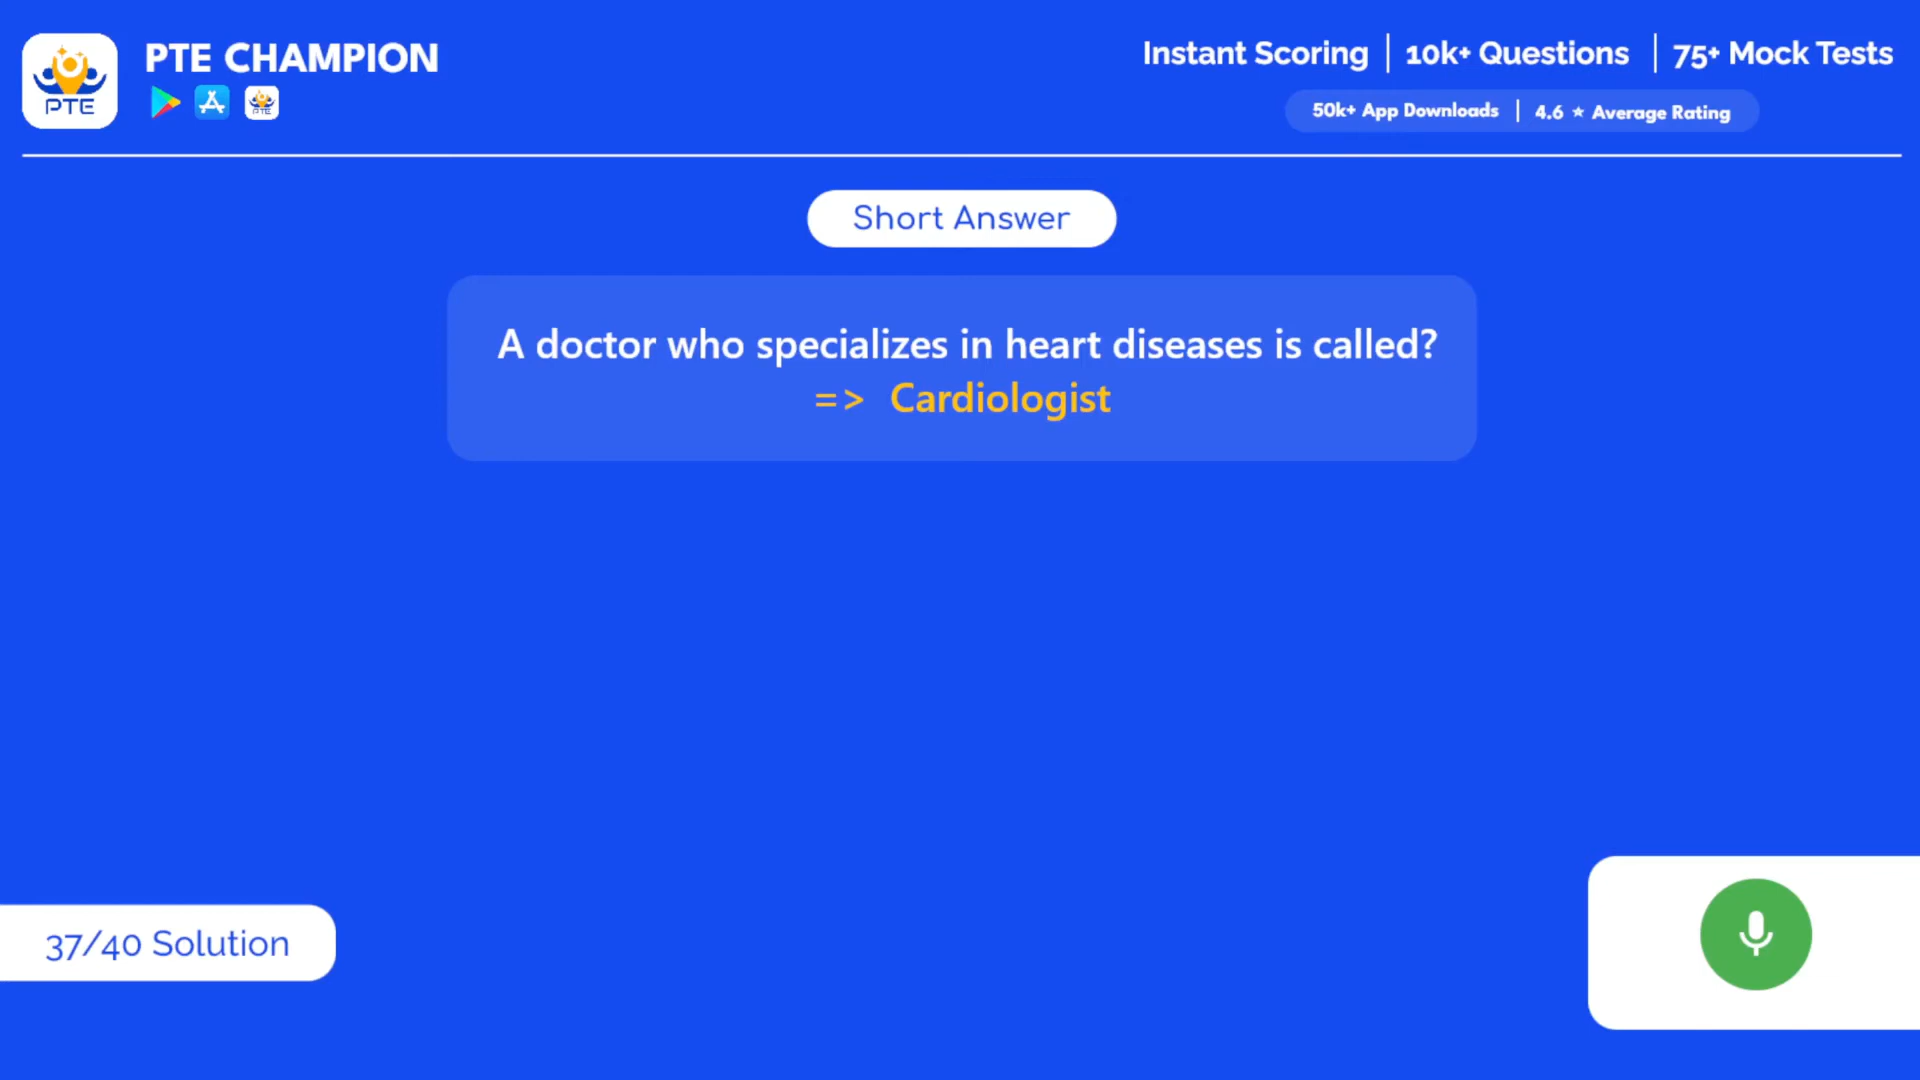 PTE CHAMPION
PTE
PTE
Instant Scoring | 10k+ Questions | 75+ Mock Tests
50k+ App Downloads | 4.6 ★ Average Rating
Short Answer
A doctor who specializes in heart diseases is called?
=> Cardiologist
37/40 Solution